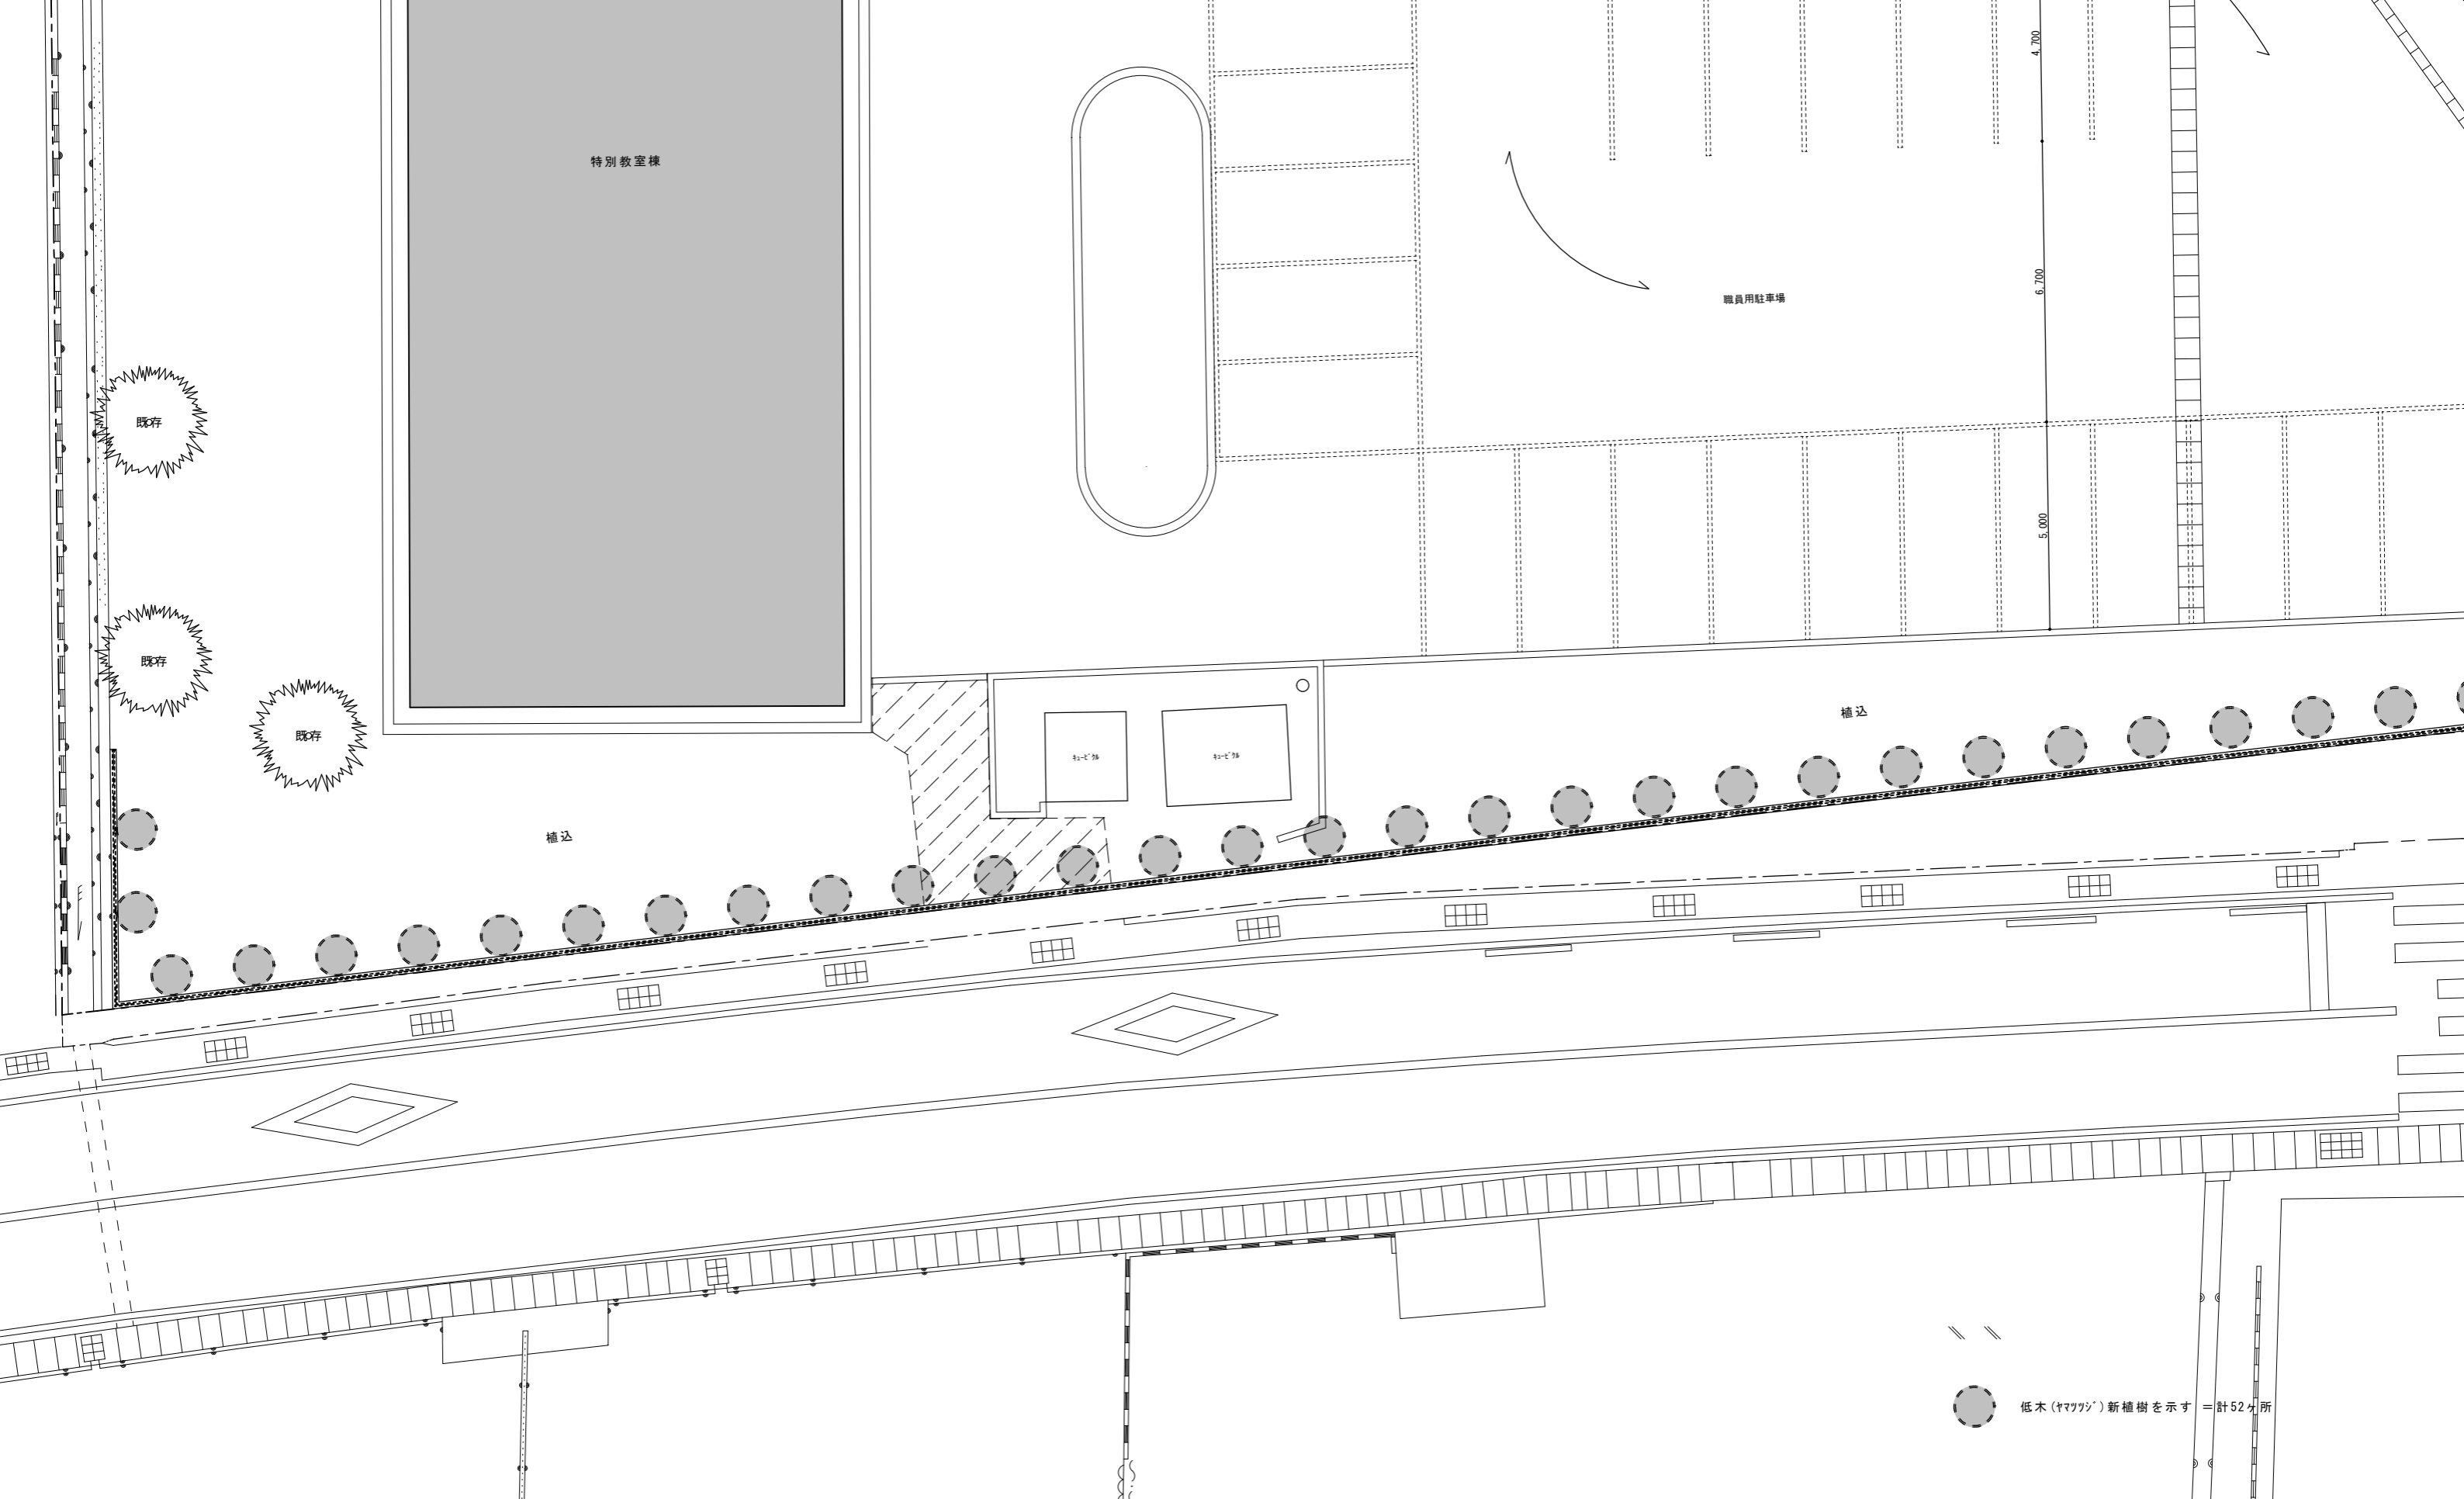 4,700
特別教室棟
6,700
職員用駐車場
既存
5,000
既存
既存
植込
キュービクル
キュービクル
植込
低木(ヤマツツジ)新植樹を示す =計52ヶ所